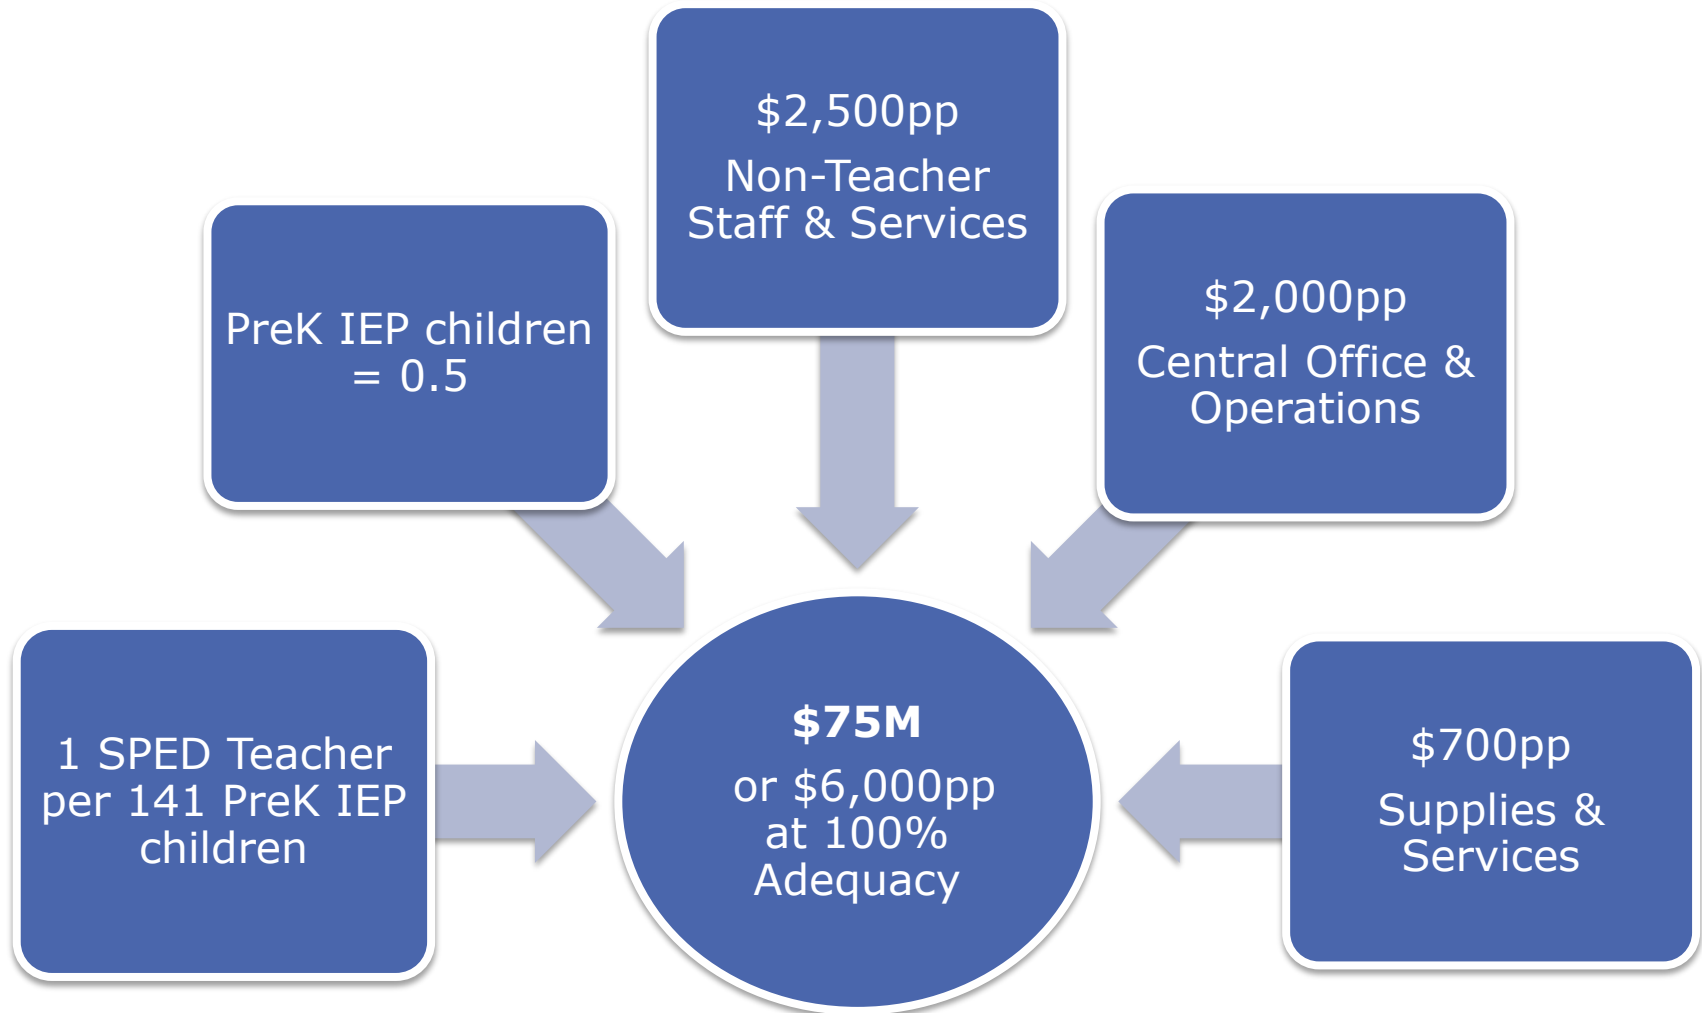 $2,500pp
Non-Teacher
Staff & Services
PreK IEP children
= 0.5
$2,000pp
Central Office &
Operations
1 SPED Teacher
per 141 PreK IEP
children
$75M
or $6,000pp
at 100%
Adequacy
$700pp
Supplies &
Services